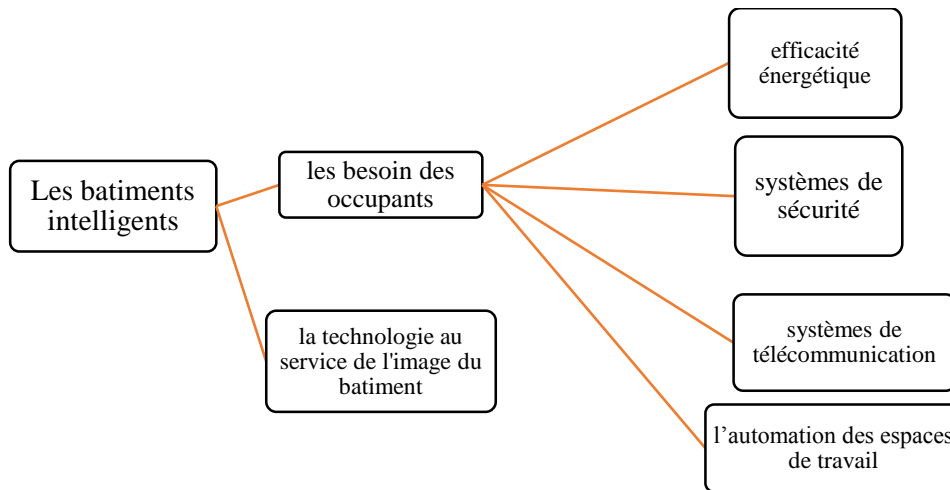 Les batiments
intelligents
les besoin des
occupants
la technologie au
service de l'image du
batiment
efficacité
énergétique
systèmes de
sécurité
systèmes de
télécommunication
l’automation des espaces
de travail